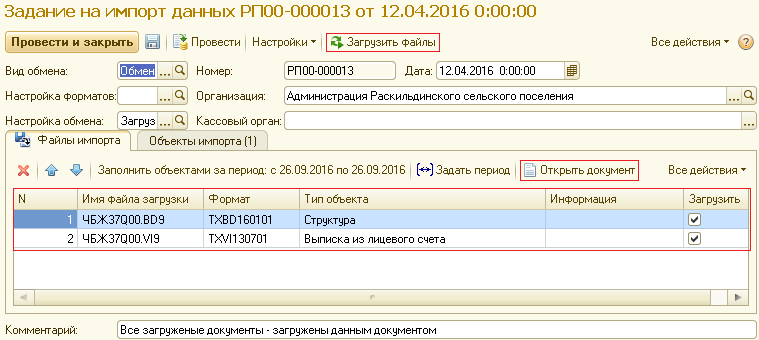 Задание на импорт данных РП00-000013 от 12.04.2016 0:00:00
Провести и закрыть Провести Настройки Загрузить файлы Все действия ?
Вид обмена: Обмен ... Номер: РП00-000013 Дата: 12.04.2016 0:00:00
Настройка форматов: ... Организация: Администрация Раскильдинского сельского поселения ...
Настройка обмена: Загруз ... Кассовый орган: ...
Файлы импорта Объекты импорта (1)
Заполнить объектами за период: с 26.09.2016 по 26.09.2016 Задать период Открыть документ Все действия
N Имя файла загрузки Формат Тип объекта Информация Загрузить
1 ЧБЖ37Q00.BD9 TXBD160101 Структура
2 ЧБЖ37Q00.VI9 TXVI130701 Выписка из лицевого счета
Комментарий: Все загруженые документы - загружены данным документом